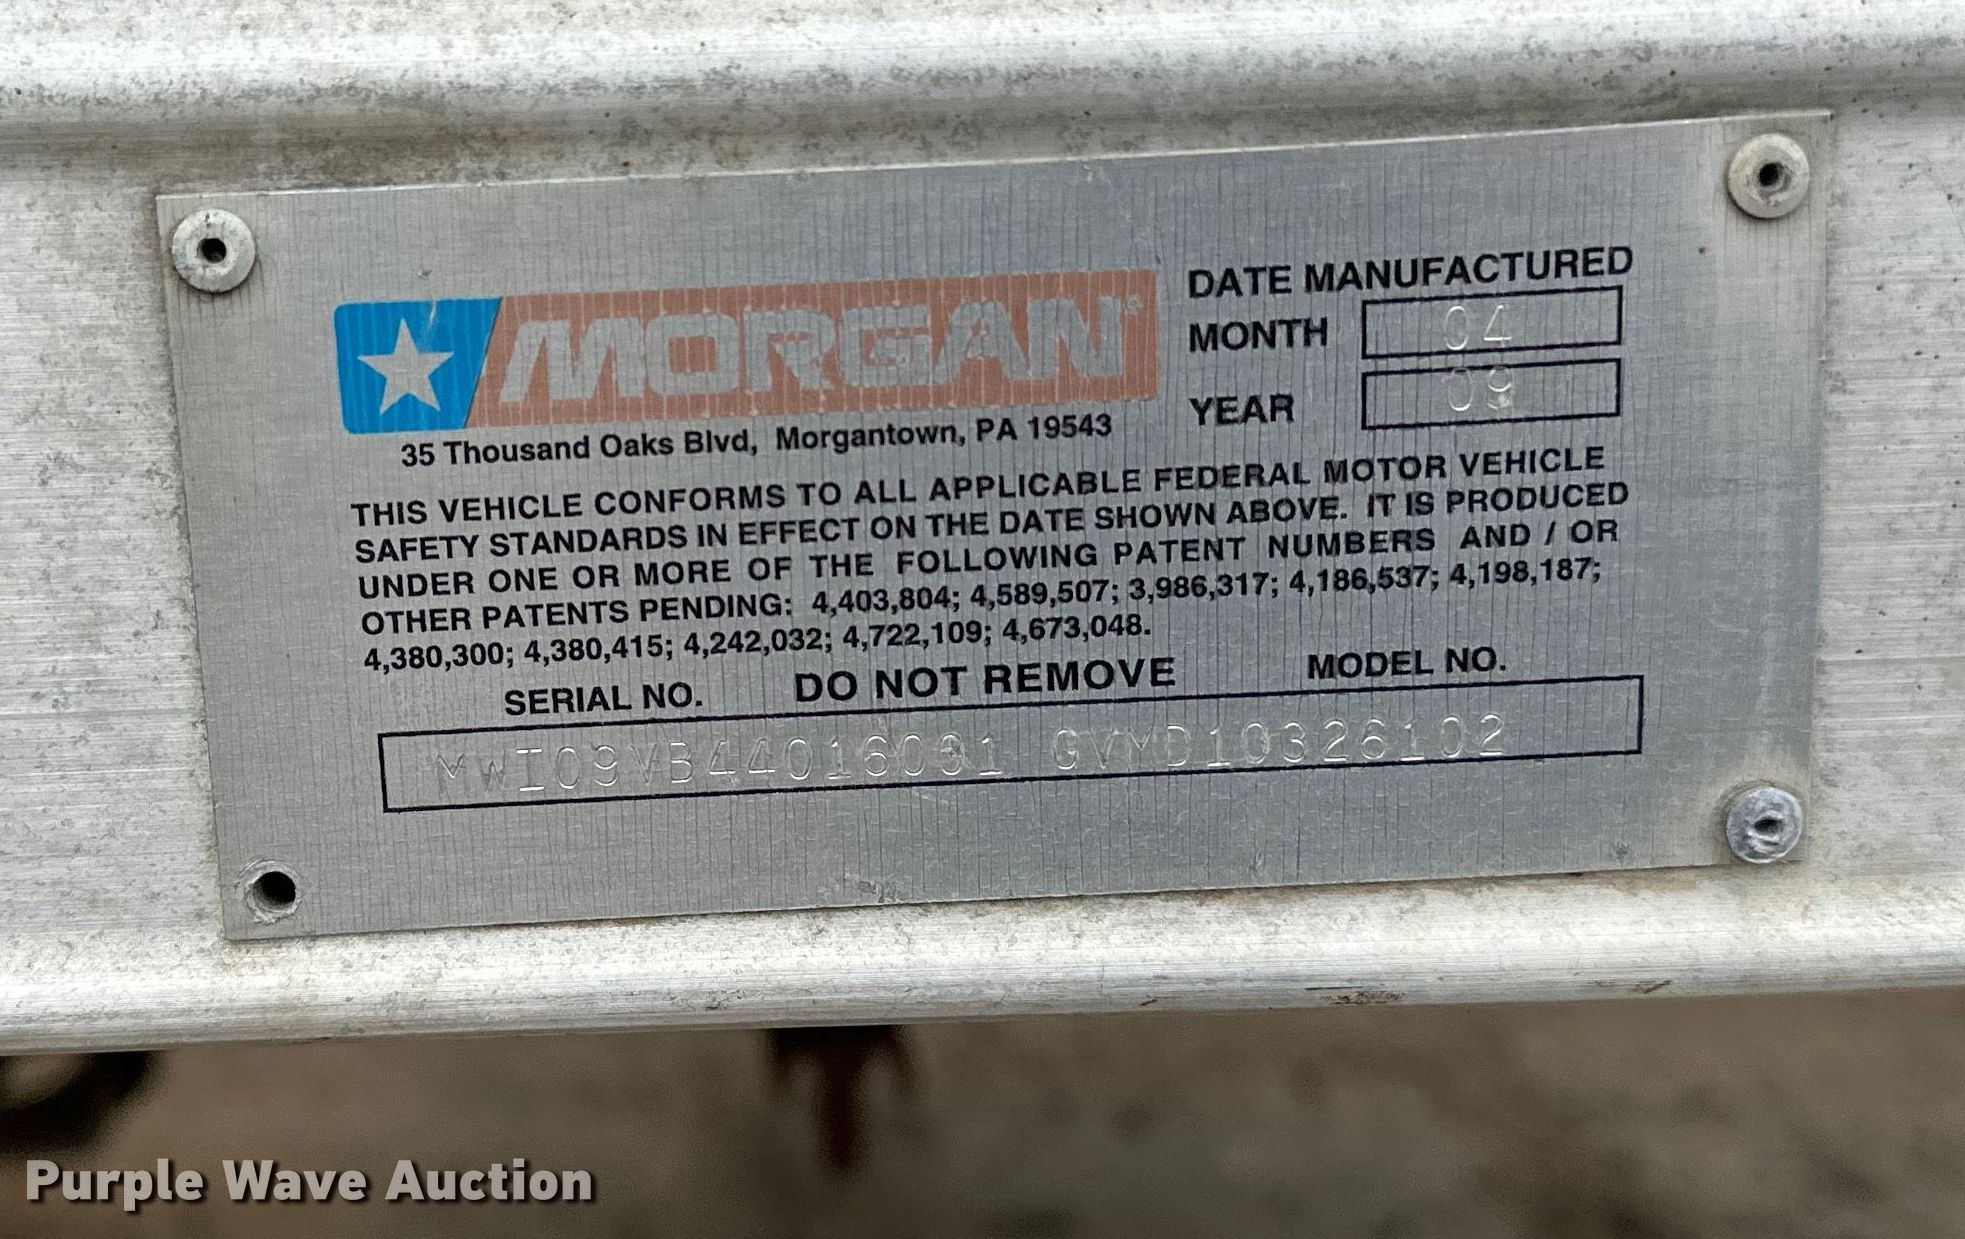 MORGAN®
35 Thousand Oaks Blvd, Morgantown, PA 19543
DATE MANUFACTURED
MONTH 04
YEAR 09
THIS VEHICLE CONFORMS TO ALL APPLICABLE FEDERAL MOTOR VEHICLE
SAFETY STANDARDS IN EFFECT ON THE DATE SHOWN ABOVE. IT IS PRODUCED
UNDER ONE OR MORE OF THE FOLLOWING PATENT NUMBERS AND / OR
OTHER PATENTS PENDING: 4,403,804; 4,589,507; 3,986,317; 4,186,537; 4,198,187;
4,380,300; 4,380,415; 4,242,032; 4,722,109; 4,673,048.
SERIAL NO. DO NOT REMOVE MODEL NO.
MWI09VB44016031 GVMD10326102
Purple Wave Auction